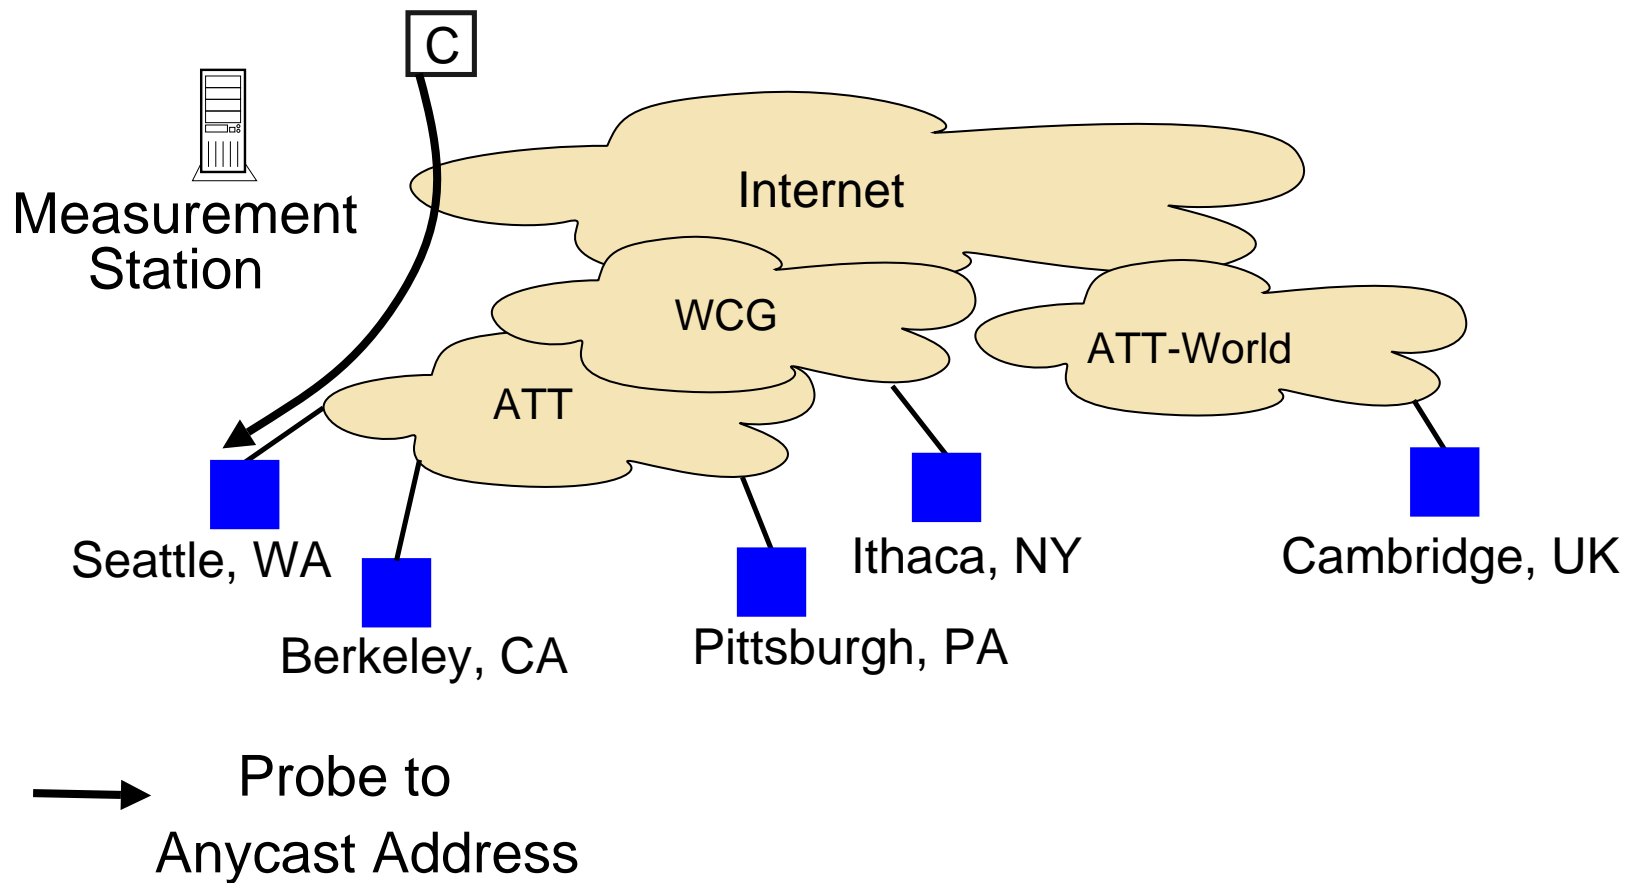 C
Measurement
Station
Internet
WCG
ATT-World
ATT
Seattle, WA
Berkeley, CA
Pittsburgh, PA
Ithaca, NY
Cambridge, UK
Probe to
Anycast Address